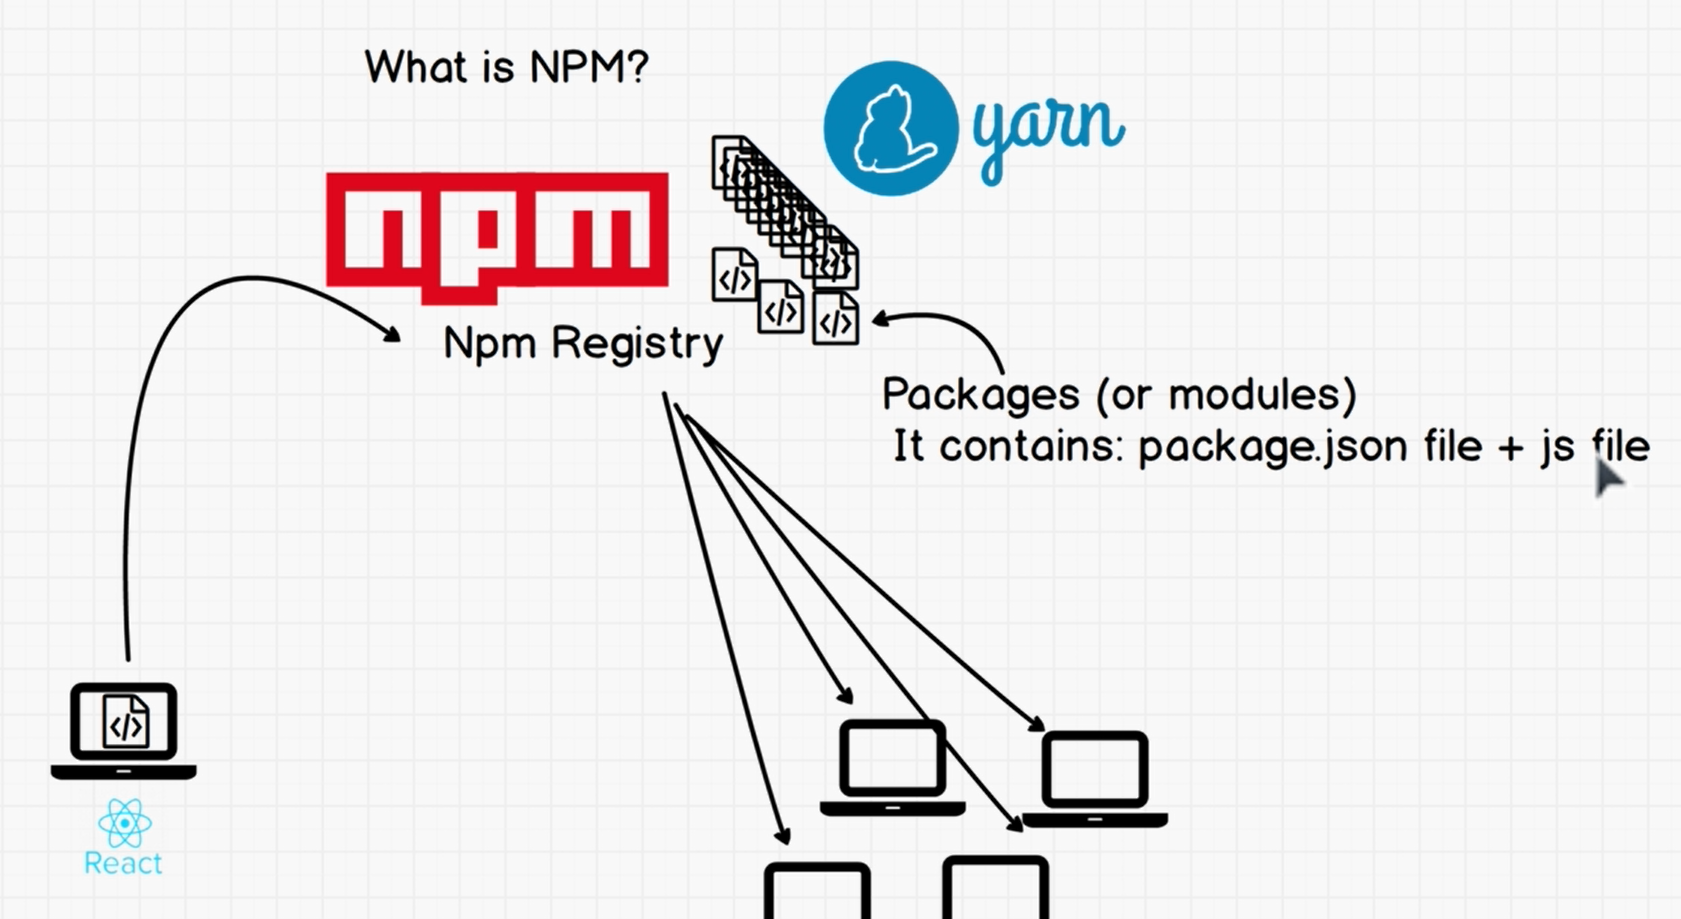 What is NPM?
yarn
npm
Npm Registry
Packages (or modules)
It contains: package.json file + js file
React